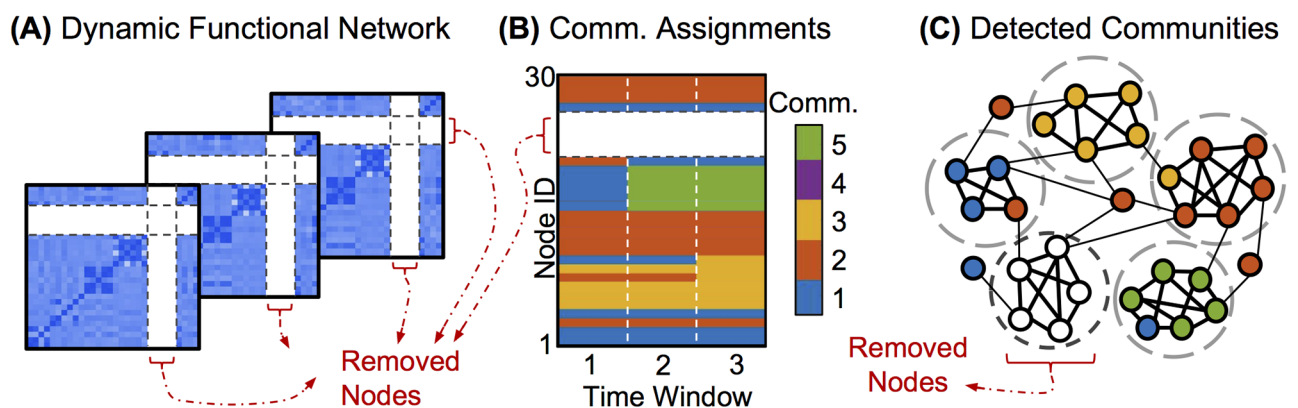 (A) Dynamic Functional Network
(B) Comm. Assignments
(C) Detected Communities
30
Node ID
1
1 2 3
Time Window
Comm.
5
4
3
2
1
Removed
Nodes
Removed
Nodes